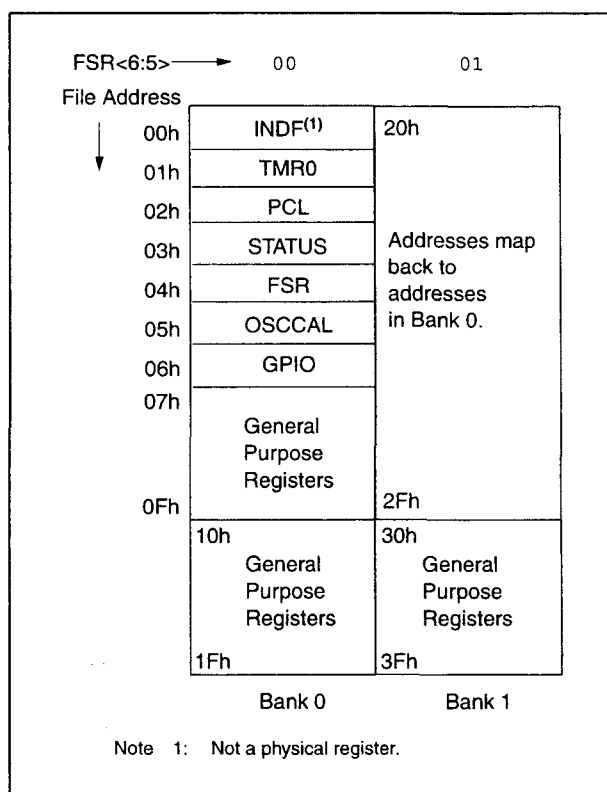 FSR<6:5> 00 01
File Address
00h INDF(1) 20h
01h TMR0
02h PCL
03h STATUS Addresses map
back to
04h FSR addresses
in Bank 0.
05h OSCCAL
06h GPIO
07h
General
Purpose
Registers
0Fh 2Fh
10h 30h
General General
Purpose Purpose
Registers Registers
1Fh 3Fh
Bank 0 Bank 1
Note 1: Not a physical register.